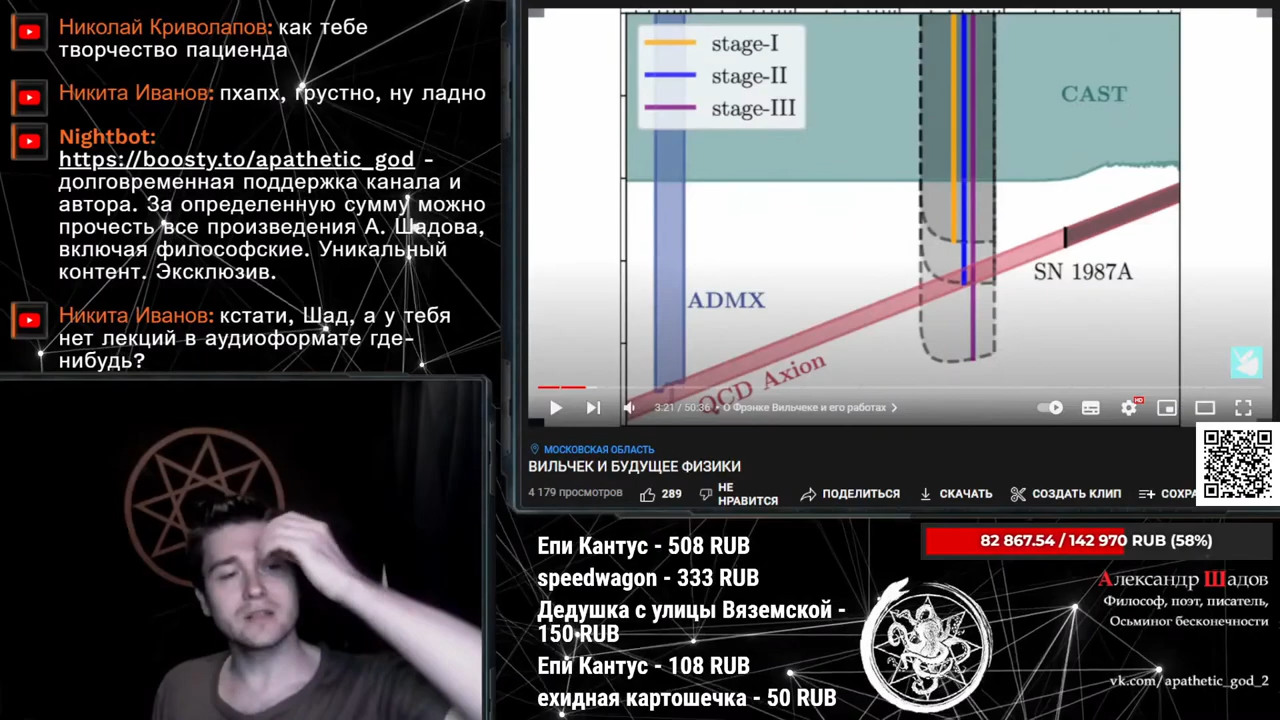 Николай Криволапов: как тебе
творчество пациенда
Никита Иванов: пхапх, грустно, ну ладно
Nightbot:
https://boosty.to/apathetic_god -
долговременная поддержка канала и
автора. За определенную сумму можно
прочесть все произведения А. Шадова,
включая философские. Уникальный
контент. Эксклюзив.
Никита Иванов: кстати, Шад, а у тебя
нет лекций в аудиоформате где-
нибудь?
stage-I
stage-II
stage-III
CAST
SN 1987A
ADMX
QCD Axion
3:21 / 50:36 • О Фрэнке Вильчеке и его работах
HD
МОСКОВСКАЯ ОБЛАСТЬ
ВИЛЬЧЕК И БУДУЩЕЕ ФИЗИКИ
4 179 просмотров
289
НЕ
НРАВИТСЯ
ПОДЕЛИТЬСЯ
СКАЧАТЬ
СОЗДАТЬ КЛИП
СОХРА
Епи Кантус - 508 RUB
speedwagon - 333 RUB
Дедушка с улицы Вяземской -
150 RUB
Епи Кантус - 108 RUB
ехидная картошечка - 50 RUB
82 867.54 / 142 970 RUB (58%)
Александр Шадов
Философ, поэт, писатель,
Осьминог бесконечности
vk.com/apathetic_god_2